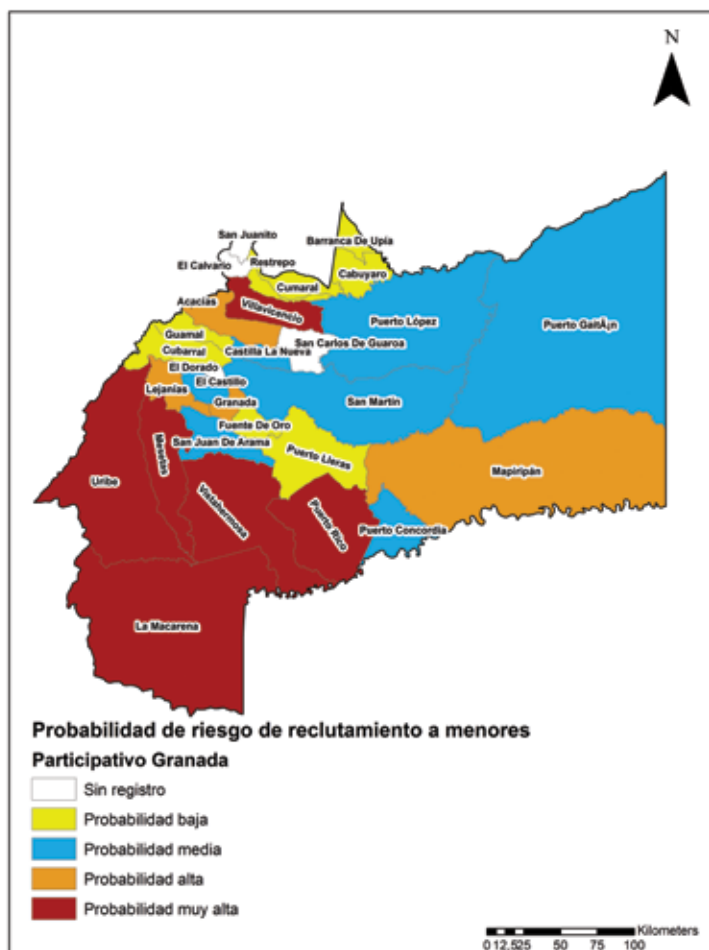 N
San Juanito
Barranca De Upía
El Calvario
Restrepo
Cabuyaro
Cumaral
Acacías
Villavicencio
Puerto López
Puerto GaitÃ¡n
Guamal
San Carlos De Guaroa
Cubarral
Castilla La Nueva
El Dorado
El Castillo
Lejanías
Granada
San Martín
Fuente De Oro
Mesetas
San Juan De Arama
Puerto Lleras
Mapiripán
Uribe
Vistahermosa
Puerto Rico
Puerto Concordia
La Macarena
Probabilidad de riesgo de reclutamiento a menores
Participativo Granada
Sin registro
Probabilidad baja
Probabilidad media
Probabilidad alta
Probabilidad muy alta
Kilometers
0 12,525 50 75 100